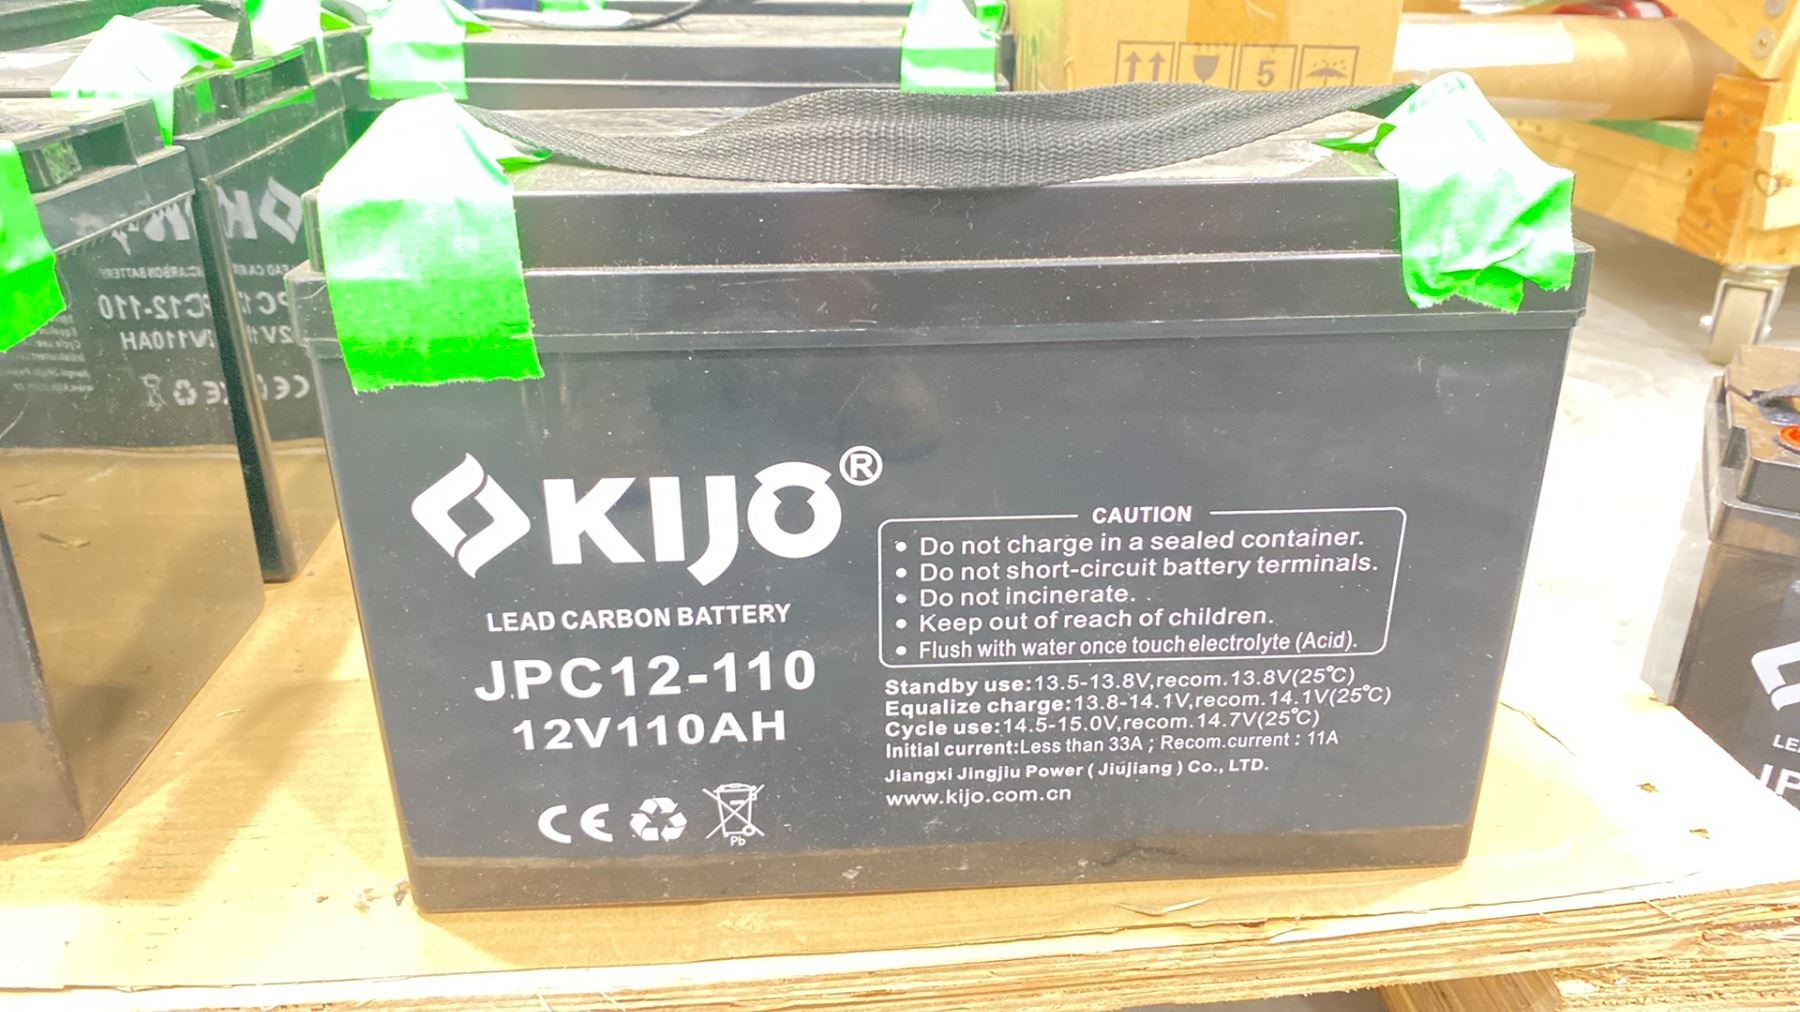 5
KIJO®
LEAD CARBON BATTERY
JPC12-110
12V110AH
CE
Pb
CAUTION
• Do not charge in a sealed container.
• Do not short-circuit battery terminals.
• Do not incinerate.
• Keep out of reach of children.
• Flush with water once touch electrolyte (Acid).
Standby use:13.5-13.8V,recom.13.8V(25℃)
Equalize charge:13.8-14.1V,recom.14.1V(25℃)
Cycle use:14.5-15.0V,recom.14.7V(25℃)
Initial current:Less than 33A ; Recom.current : 11A
Jiangxi Jingjiu Power ( Jiujiang ) Co., LTD.
www.kijo.com.cn